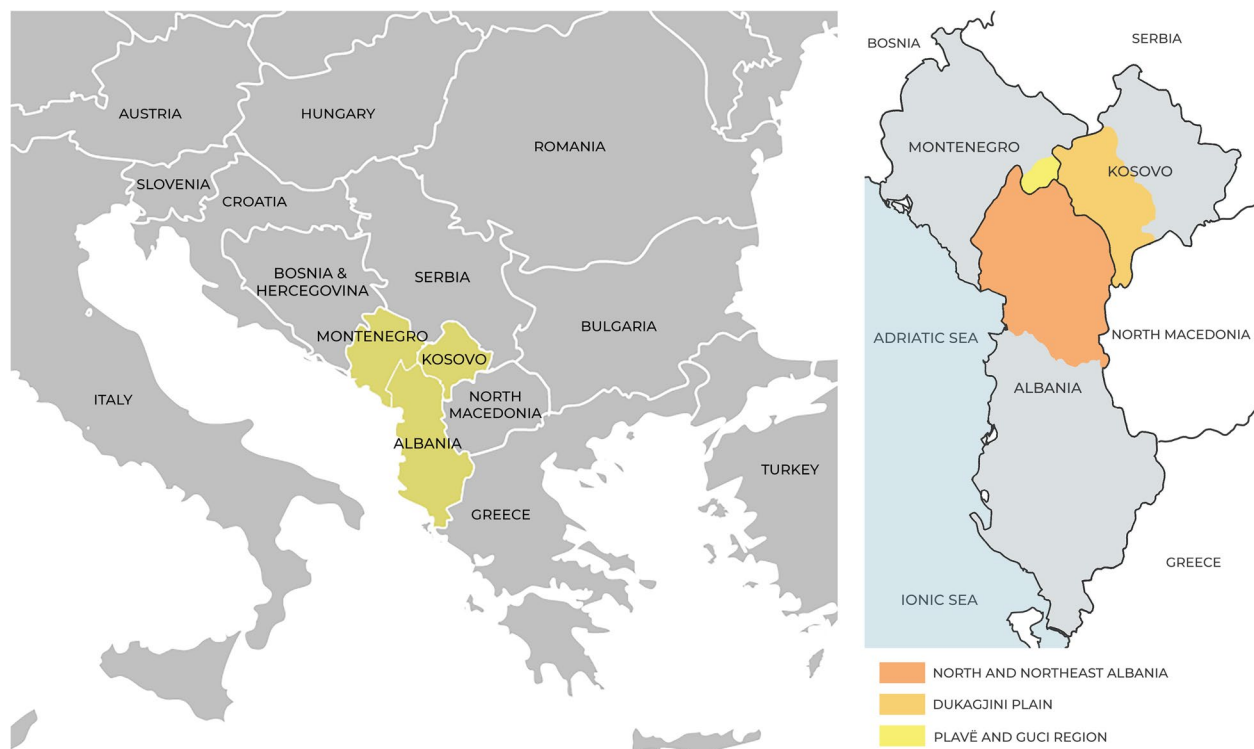 AUSTRIA
HUNGARY
ROMANIA
SLOVENIA
CROATIA
BOSNIA &
HERCEGOVINA
SERBIA
MONTENEGRO
KOSOVO
BULGARIA
ITALY
NORTH
MACEDONIA
ALBANIA
TURKEY
GREECE
BOSNIA
SERBIA
MONTENEGRO
KOSOVO
ADRIATIC SEA
NORTH MACEDONIA
ALBANIA
GREECE
IONIC SEA
NORTH AND NORTHEAST ALBANIA
DUKAGJINI PLAIN
PLAVË AND GUCI REGION